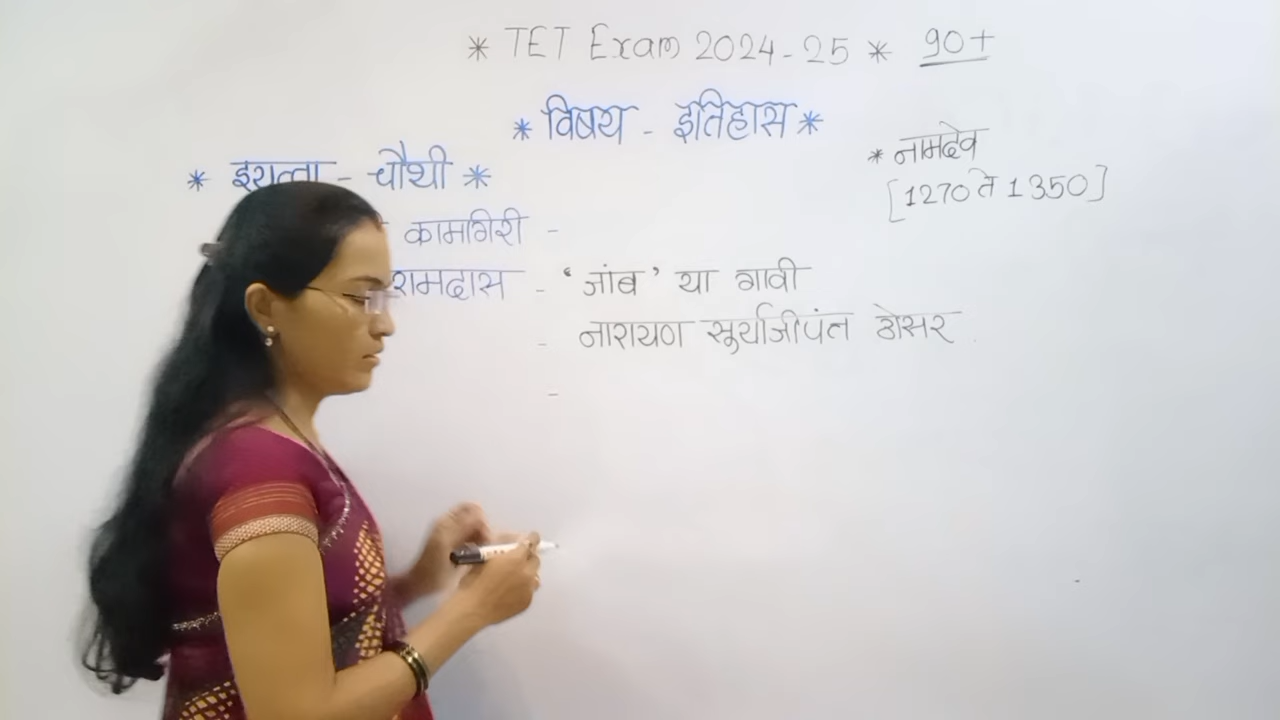 * TET Exam 2024-25 * 90+
* विषय - इतिहास *
* इयत्ता - चौथी *
* नामदेव
[1270 ते 1350]
कामगिरी -
रामदास - ‘जांब’ या गावी
- नारायण सूर्याजीपंत ठोसर
-